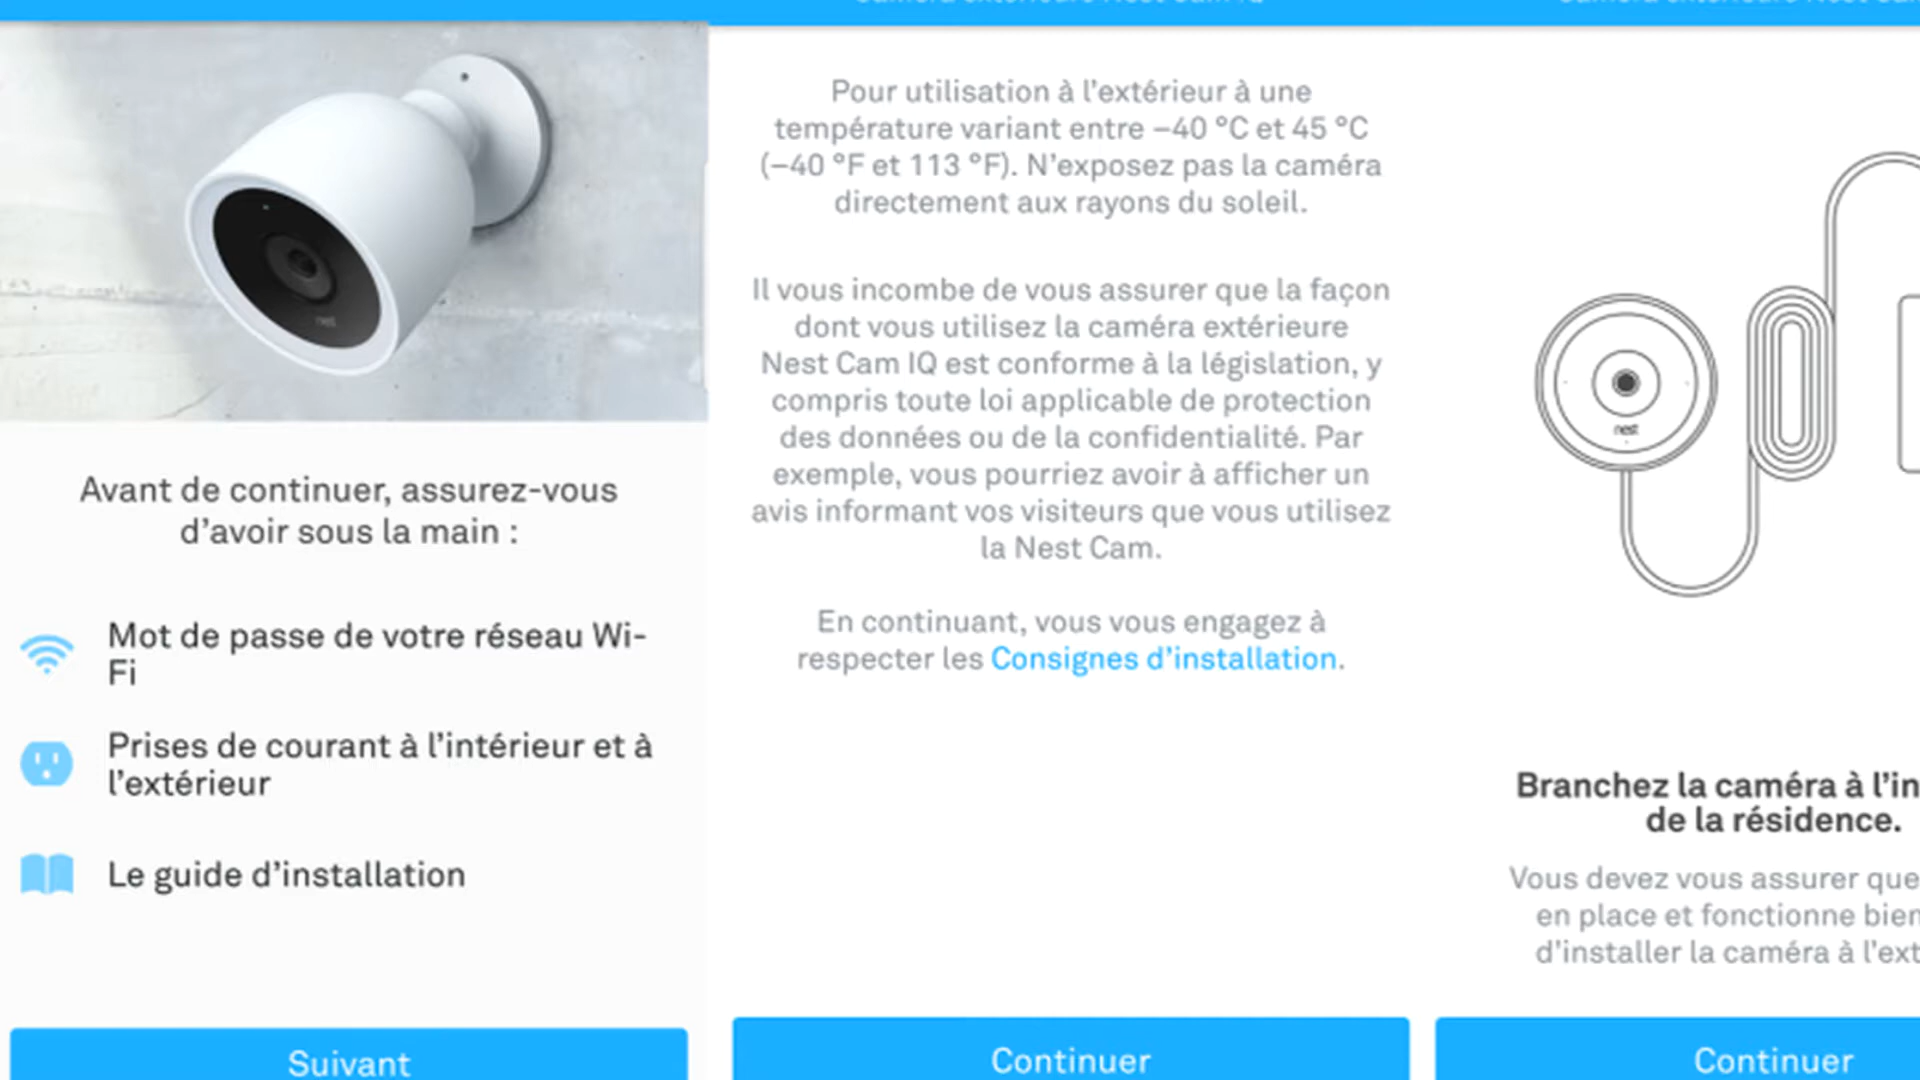 nest
Avant de continuer, assurez-vous
d'avoir sous la main :
Mot de passe de votre réseau Wi-
Fi
Prises de courant à l'intérieur et à
l'extérieur
Le guide d'installation
Suivant
Pour utilisation à l'extérieur à une
température variant entre −40 °C et 45 °C
(−40 °F et 113 °F). N'exposez pas la caméra
directement aux rayons du soleil.
Il vous incombe de vous assurer que la façon
dont vous utilisez la caméra extérieure
Nest Cam IQ est conforme à la législation, y
compris toute loi applicable de protection
des données ou de la confidentialité. Par
exemple, vous pourriez avoir à afficher un
avis informant vos visiteurs que vous utilisez
la Nest Cam.
En continuant, vous vous engagez à
respecter les Consignes d'installation.
Continuer
nest
Branchez la caméra à l'in
de la résidence.
Vous devez vous assurer que
en place et fonctionne bien
d'installer la caméra à l'ext
Continuer